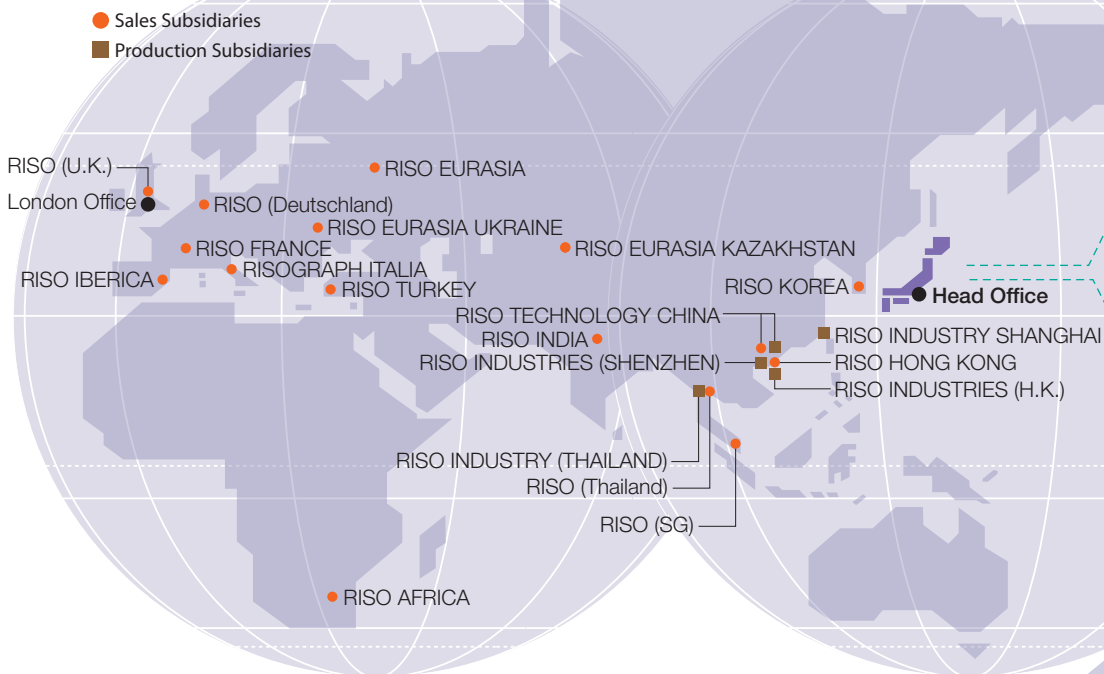 Sales Subsidiaries
Production Subsidiaries
RISO (U.K.)
London Office
RISO EURASIA
RISO (Deutschland)
RISO EURASIA UKRAINE
RISO FRANCE
RISO EURASIA KAZAKHSTAN
RISOGRAPH ITALIA
RISO IBERICA
RISO TURKEY
RISO KOREA
Head Office
RISO TECHNOLOGY CHINA
RISO INDIA
RISO INDUSTRY SHANGHAI
RISO INDUSTRIES (SHENZHEN)
RISO HONG KONG
RISO INDUSTRIES (H.K.)
RISO INDUSTRY (THAILAND)
RISO (Thailand)
RISO (SG)
RISO AFRICA